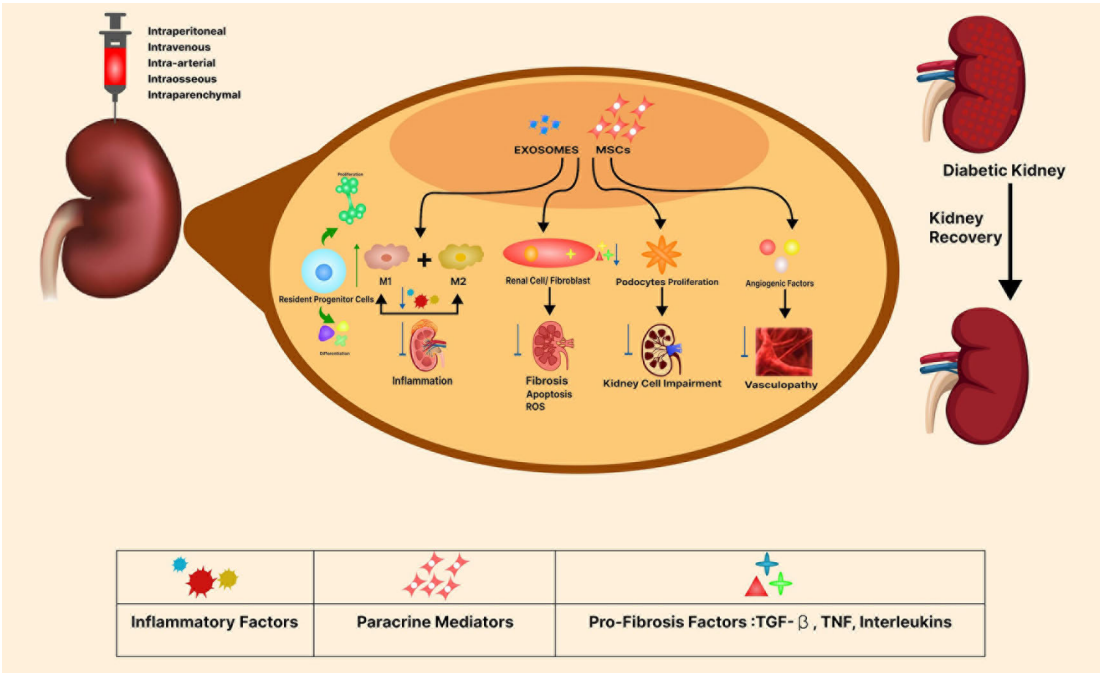 Intraperitoneal
Intravenous
Intra-arterial
Intraosseous
Intraparenchymal
EXOSOMES
MSCs
Proliferation
Resident Progenitor Cells
Differentiation
M1
+
M2
Inflammation
Renal Cell/ Fibroblast
Fibrosis
Apoptosis
ROS
Podocytes Proliferation
Kidney Cell Impairment
Angiogenic Factors
Vasculopathy
Diabetic Kidney
Kidney
Recovery
Inflammatory Factors
Paracrine Mediators
Pro-Fibrosis Factors :TGF- β , TNF, Interleukins